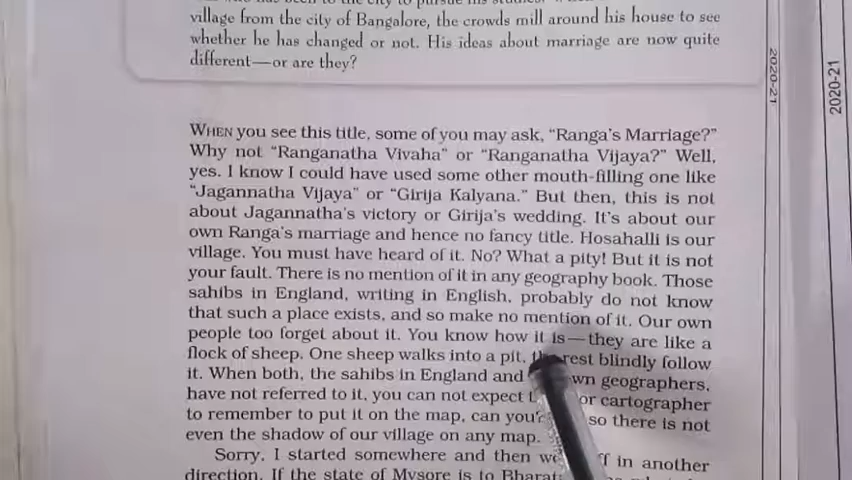 village from the city of Bangalore, the crowds mill around his house to see
whether he has changed or not. His ideas about marriage are now quite
different—or are they?
2020-21
2020-21
WHEN you see this title, some of you may ask, “Ranga's Marriage?”
Why not “Ranganatha Vivaha” or “Ranganatha Vijaya?” Well,
yes. I know I could have used some other mouth-filling one like
“Jagannatha Vijaya” or “Girija Kalyana.” But then, this is not
about Jagannatha's victory or Girija's wedding. It's about our
own Ranga's marriage and hence no fancy title. Hosahalli is our
village. You must have heard of it. No? What a pity! But it is not
your fault. There is no mention of it in any geography book. Those
sahibs in England, writing in English, probably do not know
that such a place exists, and so make no mention of it. Our own
people too forget about it. You know how it is—they are like a
flock of sheep. One sheep walks into a pit, rest blindly follow
it. When both, the sahibs in England and geographers,
have not referred to it, you can not expect cartographer
to remember to put it on the map, can you? so there is not
even the shadow of our village on any map.
Sorry, I started somewhere and then in another
direction. If the state of Mysore is to